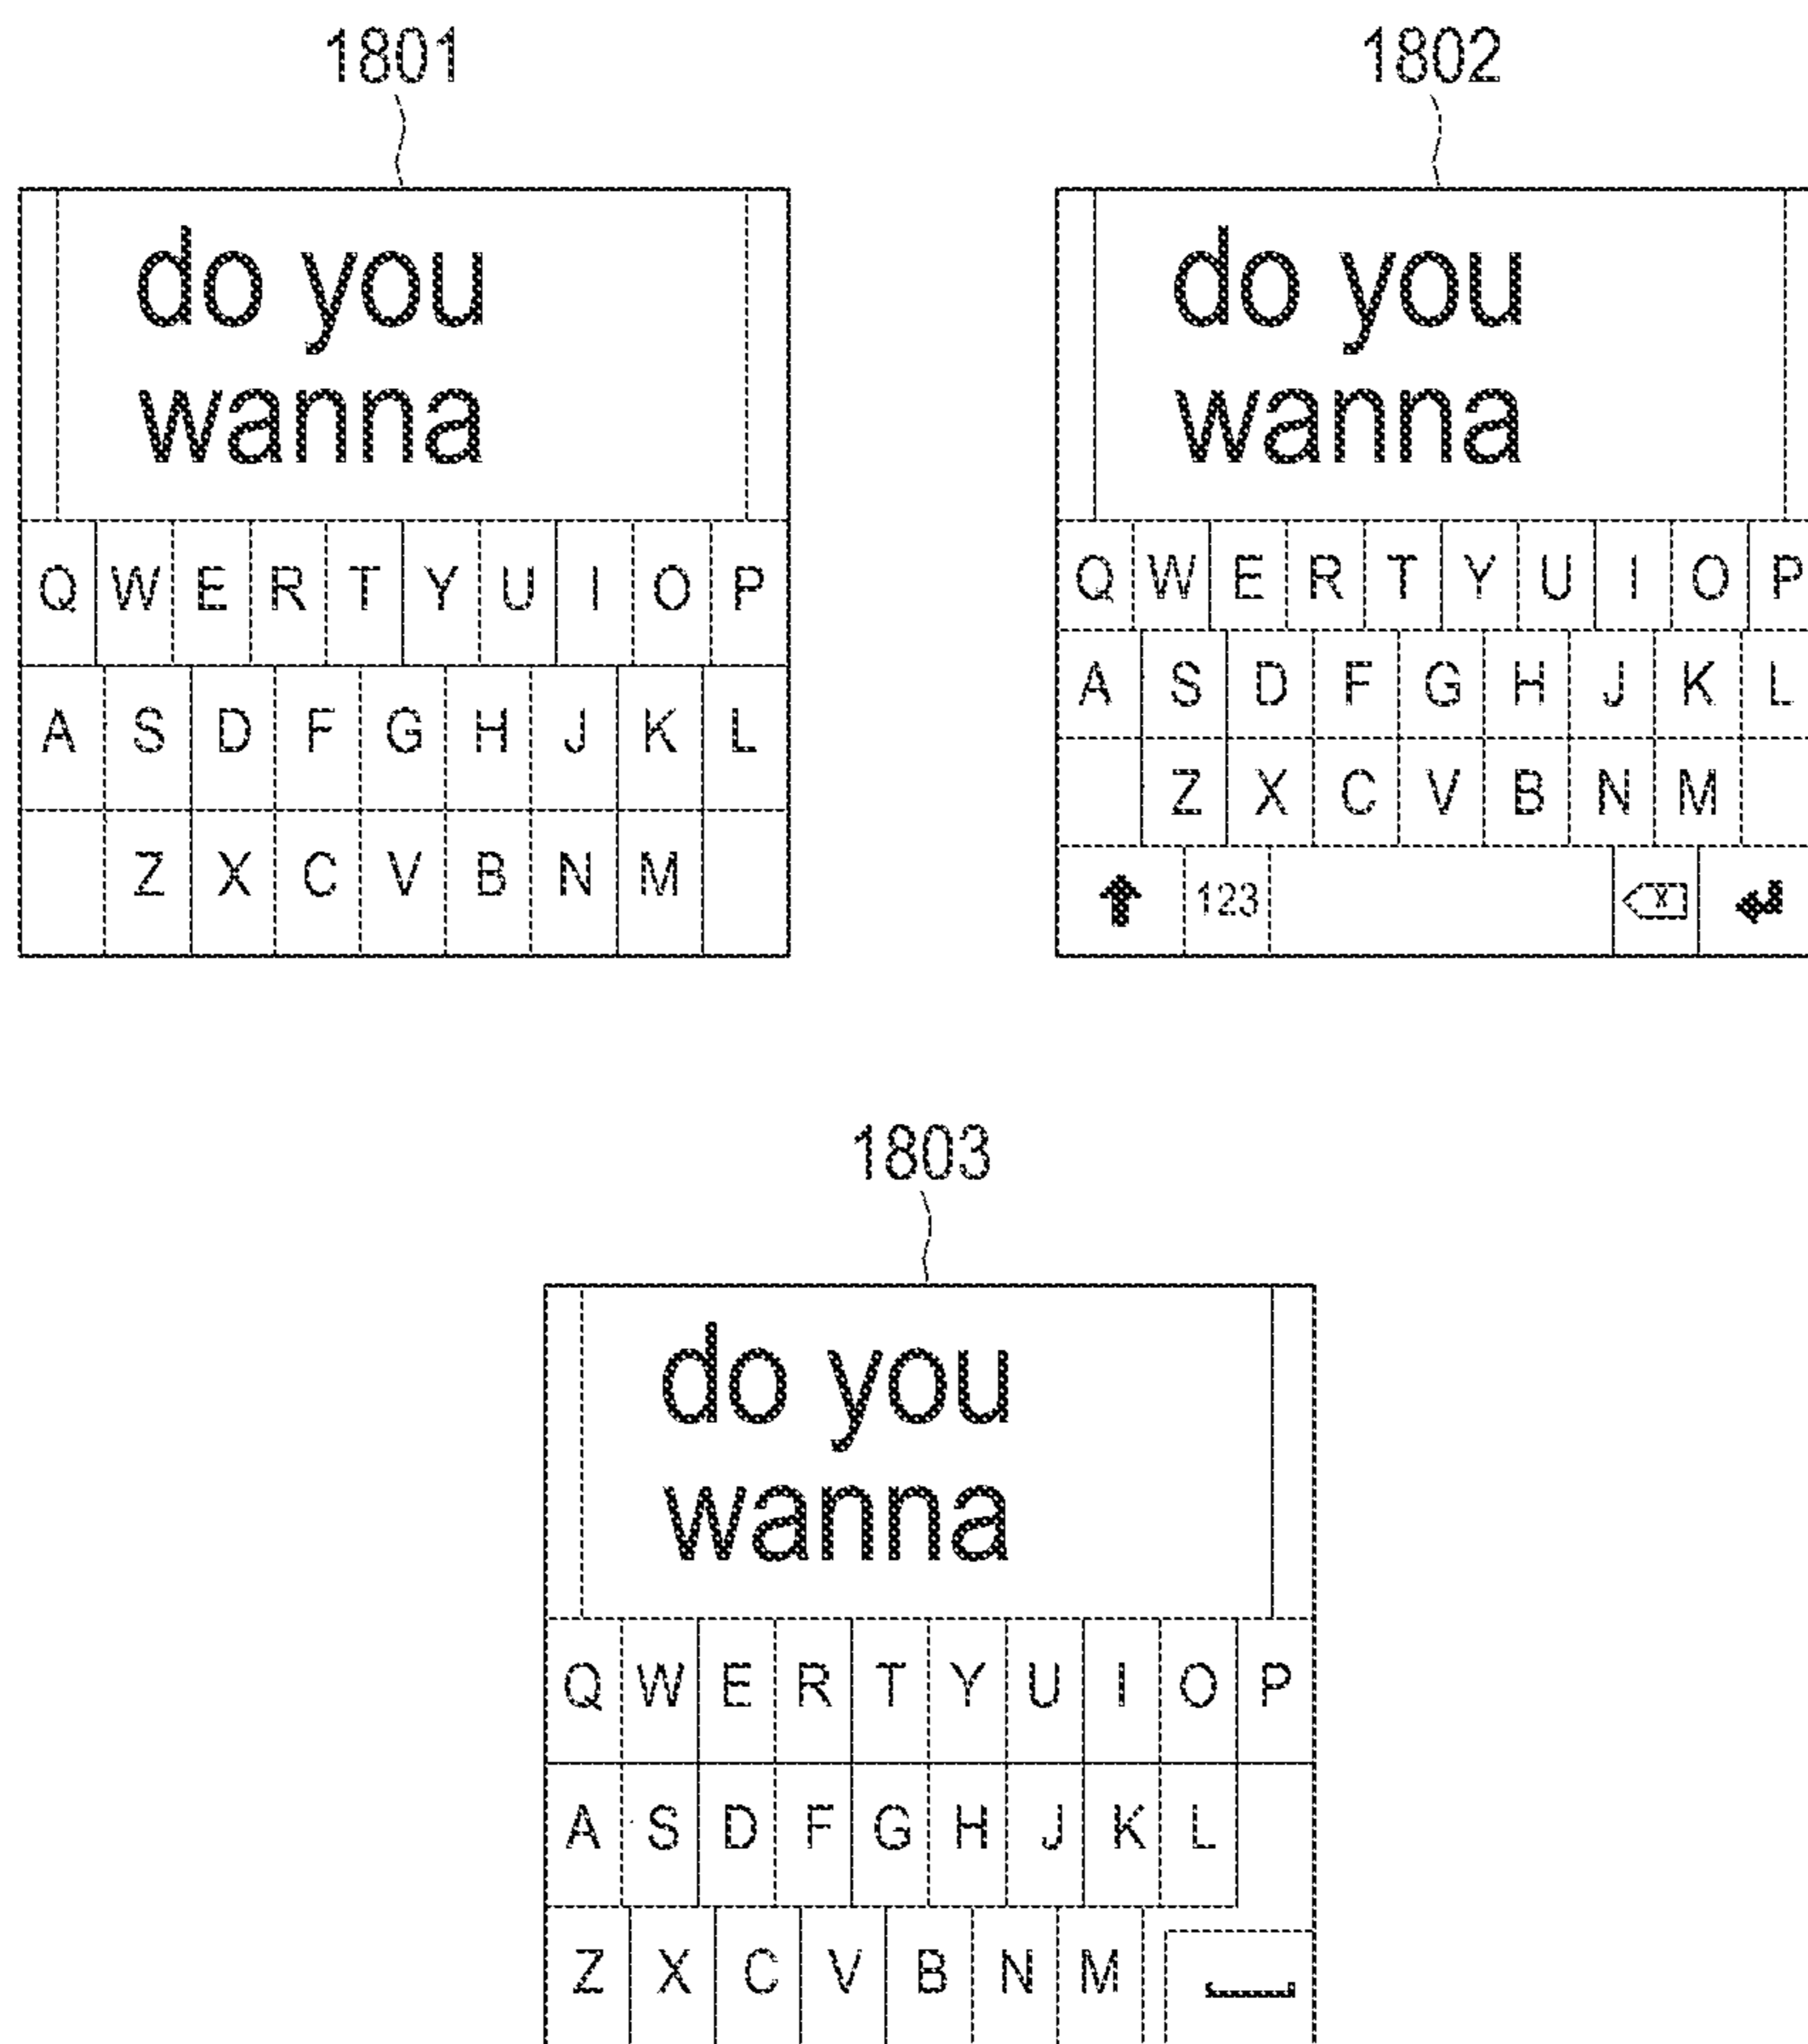 1801
do you
wanna
Q W E R T Y U I O P
A S D F G H J K L
Z X C V B N M
1802
do you
wanna
Q W E R T Y U I O P
A S D F G H J K L
Z X C V B N M
123 X
1803
do you
wanna
Q W E R T Y U I O P
A S D F G H J K L
Z X C V B N M